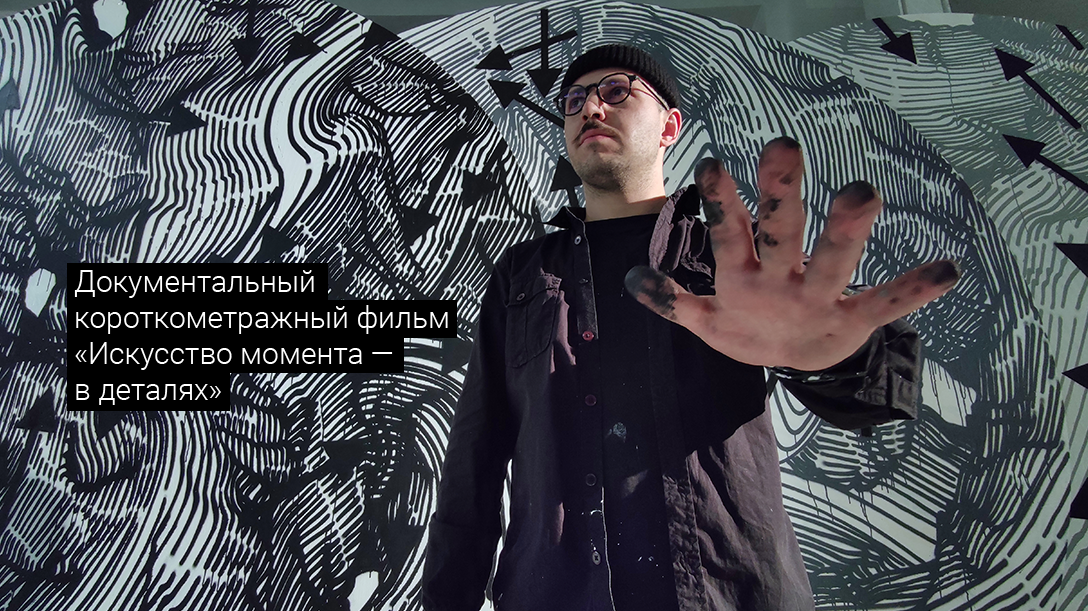 Документальный
короткометражный фильм
«Искусство момента —
в деталях»